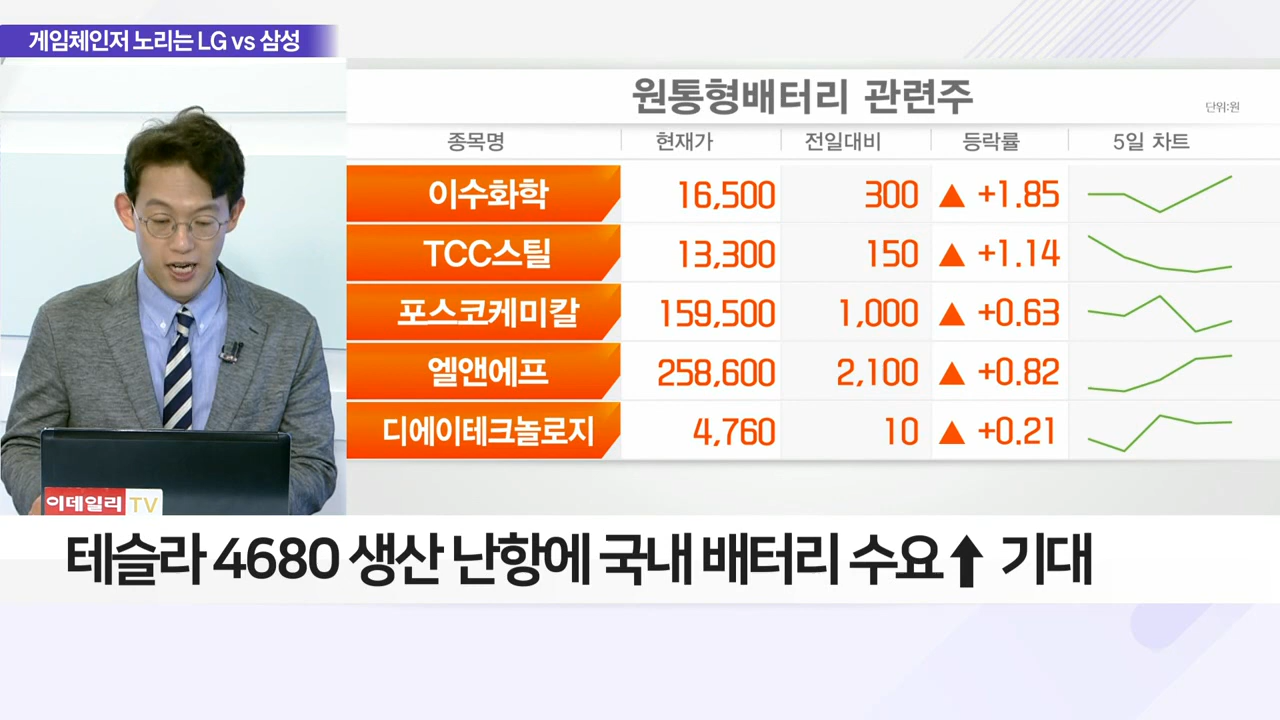 게임체인저 노리는 LG vs 삼성
원통형배터리 관련주
단위:원
종목명 현재가 전일대비 등락률 5일 차트
이수화학 16,500 300 ▲ +1.85
TCC스틸 13,300 150 ▲ +1.14
포스코케미칼 159,500 1,000 ▲ +0.63
엘앤에프 258,600 2,100 ▲ +0.82
디에이테크놀로지 4,760 10 ▲ +0.21
이데일리 TV
테슬라 4680 생산 난항에 국내 배터리 수요⬆ 기대